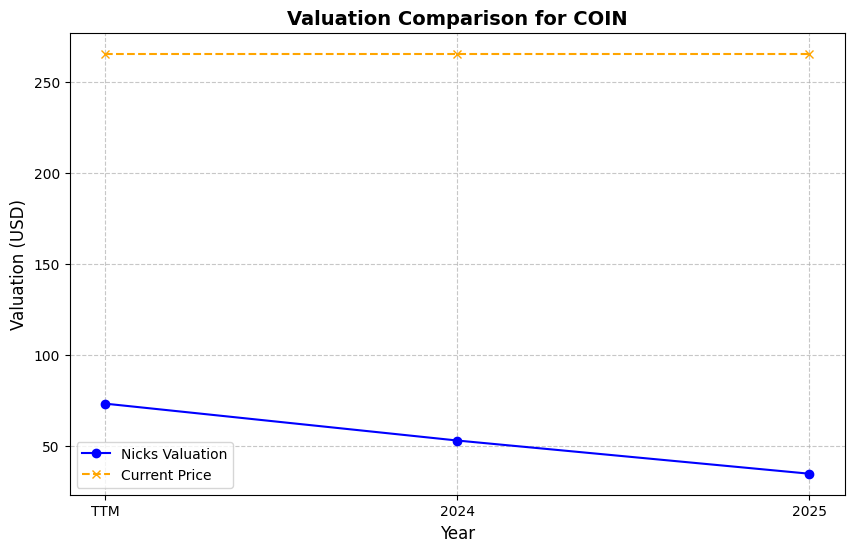 Valuation Comparison for COIN
Valuation (USD)
250
200
150
100
50
Nicks Valuation
Current Price
TTM
2024
2025
Year